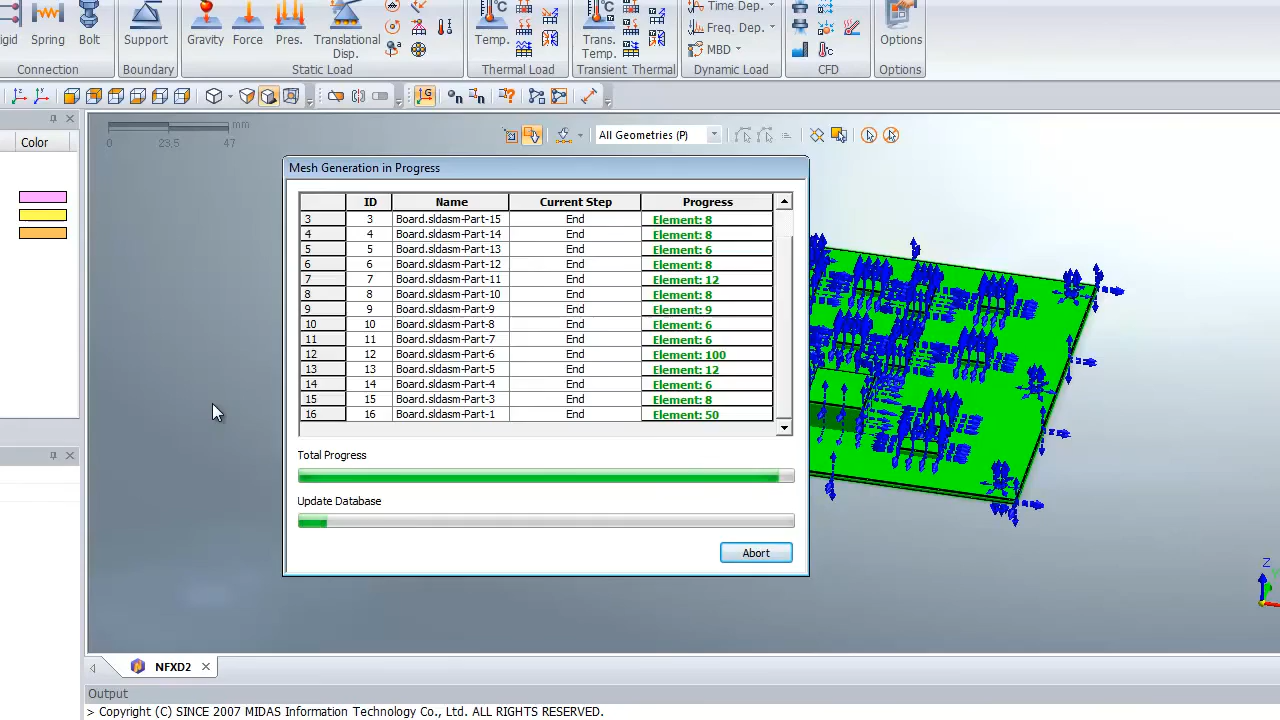 Time Dep.
igid Spring Bolt Support Gravity Force Pres. Translational Disp. Temp. Trans. Temp. Freq. Dep. Options
MBD
Connection Boundary Static Load Thermal Load Transient Thermal Dynamic Load CFD Options
mm
0 23.5 47
All Geometries (P)
Color
Mesh Generation in Progress
ID Name Current Step Progress
3 3 Board.sldasm-Part-15 End Element: 8
4 4 Board.sldasm-Part-14 End Element: 8
5 5 Board.sldasm-Part-13 End Element: 6
6 6 Board.sldasm-Part-12 End Element: 8
7 7 Board.sldasm-Part-11 End Element: 12
8 8 Board.sldasm-Part-10 End Element: 8
9 9 Board.sldasm-Part-9 End Element: 9
10 10 Board.sldasm-Part-8 End Element: 6
11 11 Board.sldasm-Part-7 End Element: 6
12 12 Board.sldasm-Part-6 End Element: 100
13 13 Board.sldasm-Part-5 End Element: 12
14 14 Board.sldasm-Part-4 End Element: 6
15 15 Board.sldasm-Part-3 End Element: 8
16 16 Board.sldasm-Part-1 End Element: 50
Total Progress
Update Database
Abort
Z
Y
NFXD2
Output
> Copyright (C) SINCE 2007 MIDAS Information Technology Co., Ltd. ALL RIGHTS RESERVED.